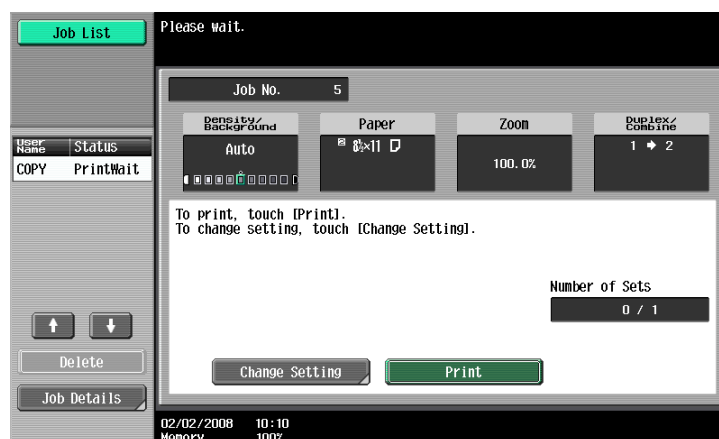 Job List
Please wait.
Job No. 5
Density/
Background
Paper
Zoom
Duplex/
Combine
Auto
2 8½×11
100.0%
1 → 2
User
Name
Status
COPY PrintWait
To print, touch [Print].
To change setting, touch [Change Setting].
Number of Sets
0 / 1
Delete
Change Setting
Print
Job Details
02/02/2008 10:10
Memory 100%